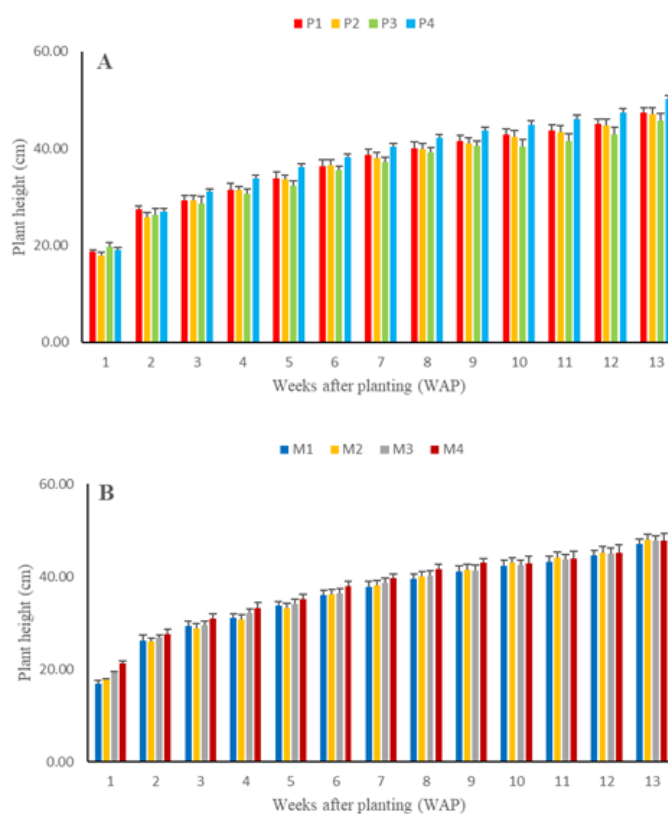 P1 P2 P3 P4
A
60.00
40.00
20.00
0.00
Plant height (cm)
1 2 3 4 5 6 7 8 9 10 11 12 13
Weeks after planting (WAP)
M1 M2 M3 M4
B
60.00
40.00
20.00
0.00
Plant height (cm)
1 2 3 4 5 6 7 8 9 10 11 12 13
Weeks after planting (WAP)